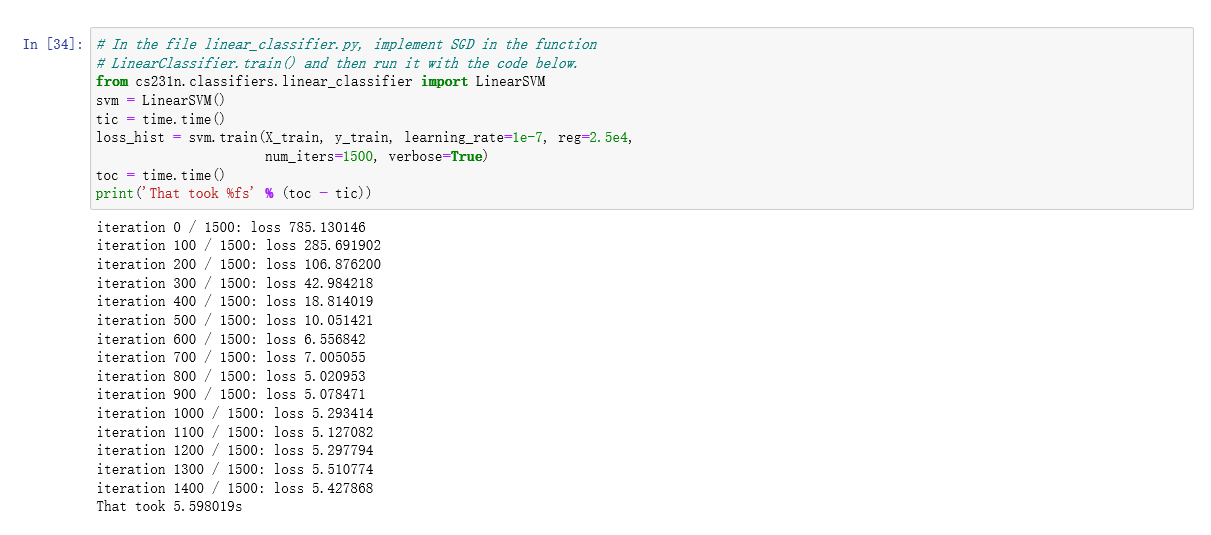 In [34]: # In the file linear_classifier.py, implement SGD in the function
# LinearClassifier.train() and then run it with the code below.
from cs231n.classifiers.linear_classifier import LinearSVM
svm = LinearSVM()
tic = time.time()
loss_hist = svm.train(X_train, y_train, learning_rate=1e-7, reg=2.5e4,
                      num_iters=1500, verbose=True)
toc = time.time()
print('That took %fs' % (toc - tic))
iteration 0 / 1500: loss 785.130146
iteration 100 / 1500: loss 285.691902
iteration 200 / 1500: loss 106.876200
iteration 300 / 1500: loss 42.984218
iteration 400 / 1500: loss 18.814019
iteration 500 / 1500: loss 10.051421
iteration 600 / 1500: loss 6.556842
iteration 700 / 1500: loss 7.005055
iteration 800 / 1500: loss 5.020953
iteration 900 / 1500: loss 5.078471
iteration 1000 / 1500: loss 5.293414
iteration 1100 / 1500: loss 5.127082
iteration 1200 / 1500: loss 5.297794
iteration 1300 / 1500: loss 5.510774
iteration 1400 / 1500: loss 5.427868
That took 5.598019s